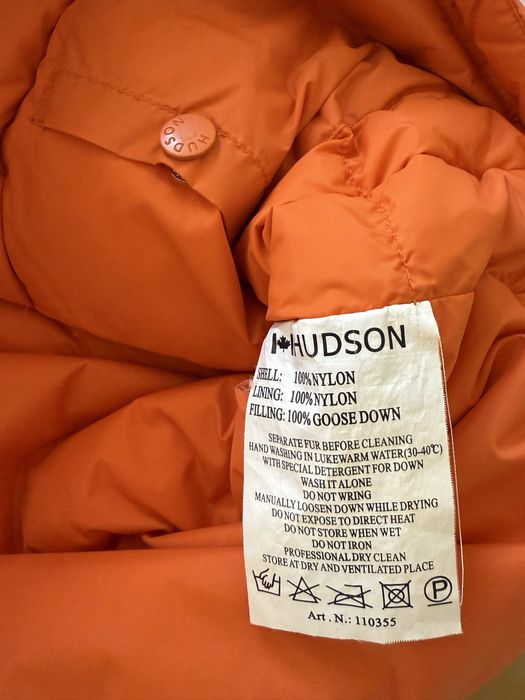 HUDSON
HUDSON
SHELL: 100% NYLON
LINING: 100% NYLON
FILLING: 100% GOOSE DOWN
SEPARATE FUR BEFORE CLEANING
HAND WASHING IN LUKEWARM WATER(30-40℃)
WITH SPECIAL DETERGENT FOR DOWN
WASH IT ALONE
DO NOT WRING
MANUALLY LOOSEN DOWN WHILE DRYING
DO NOT EXPOSE TO DIRECT HEAT
DO NOT STORE WHEN WET
DO NOT IRON
PROFESSIONAL DRY CLEAN
STORE AT DRY AND VENTILATED PLACE
P
Art . N.: 110355